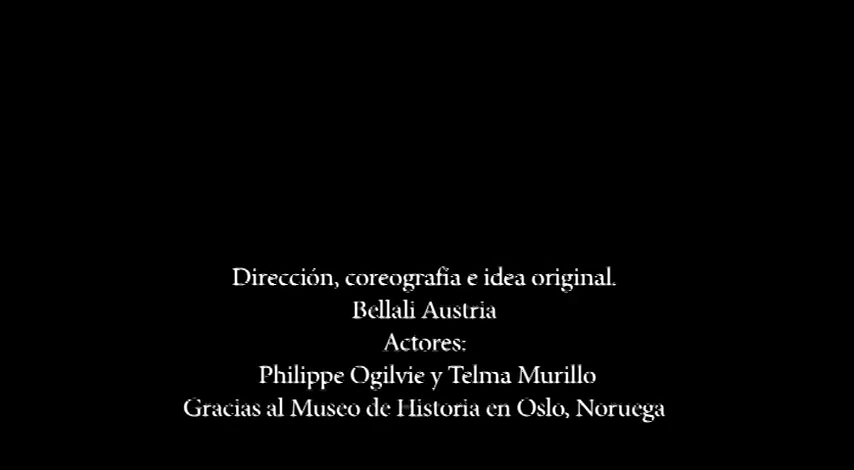 Dirección, coreografía e idea original.
Bellali Austria
Actores:
Philippe Ogilvie y Telma Murillo
Gracias al Museo de Historia en Oslo, Noruega